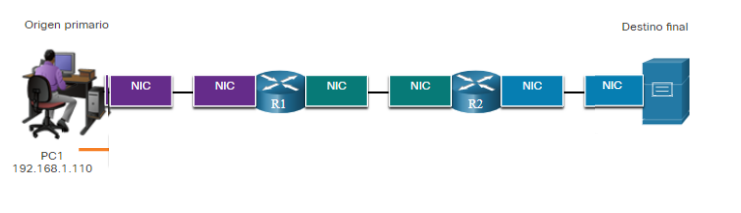 Origen primario
Destino final
NIC NIC R1 NIC NIC R2 NIC NIC
PC1
192.168.1.110